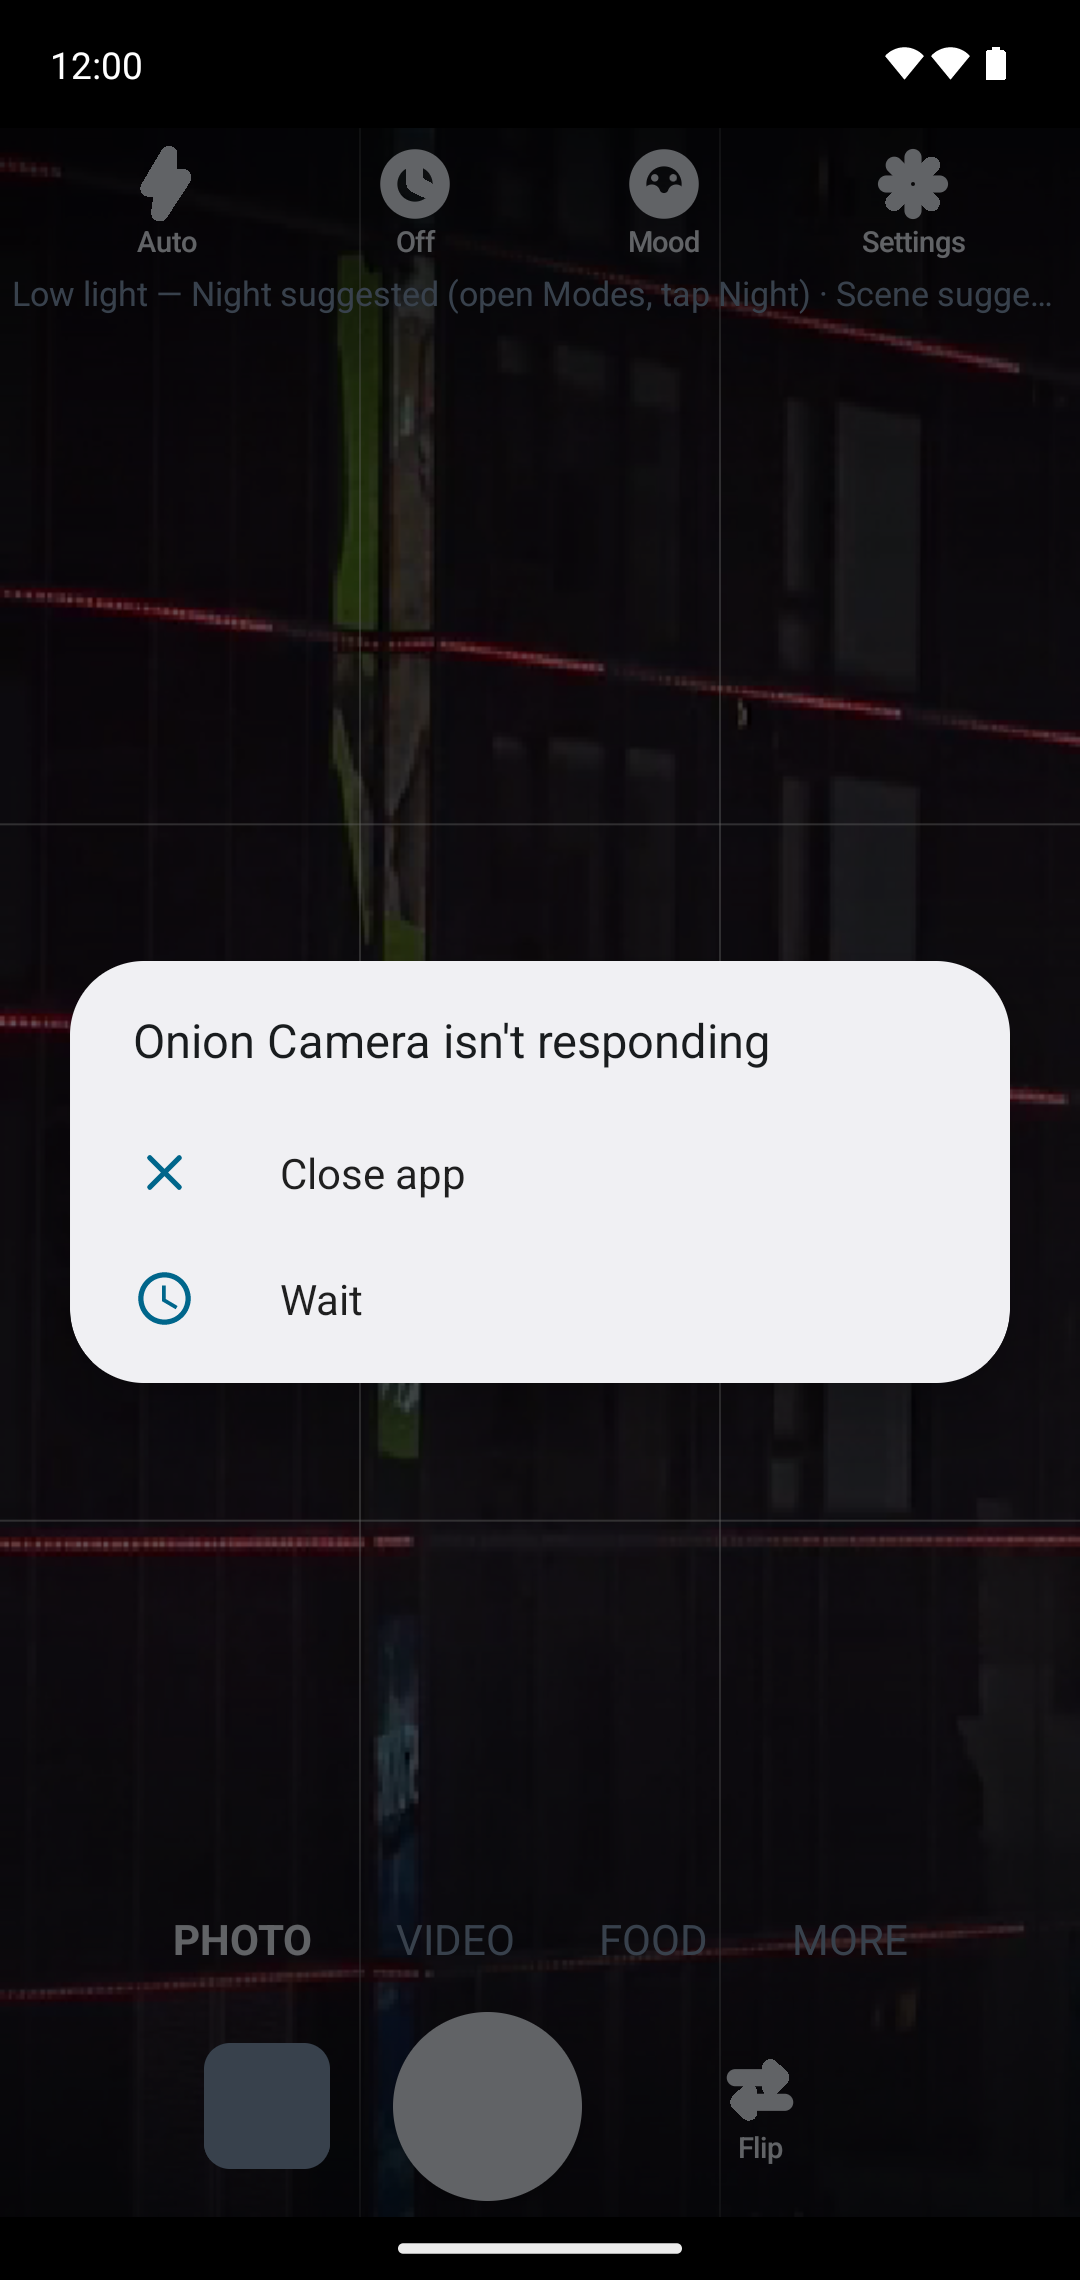 12:00
Auto
Off
Mood
Settings
Low light — Night suggested (open Modes, tap Night) · Scene sugge…
Onion Camera isn't responding
Close app
Wait
PHOTO
VIDEO
FOOD
MORE
Flip